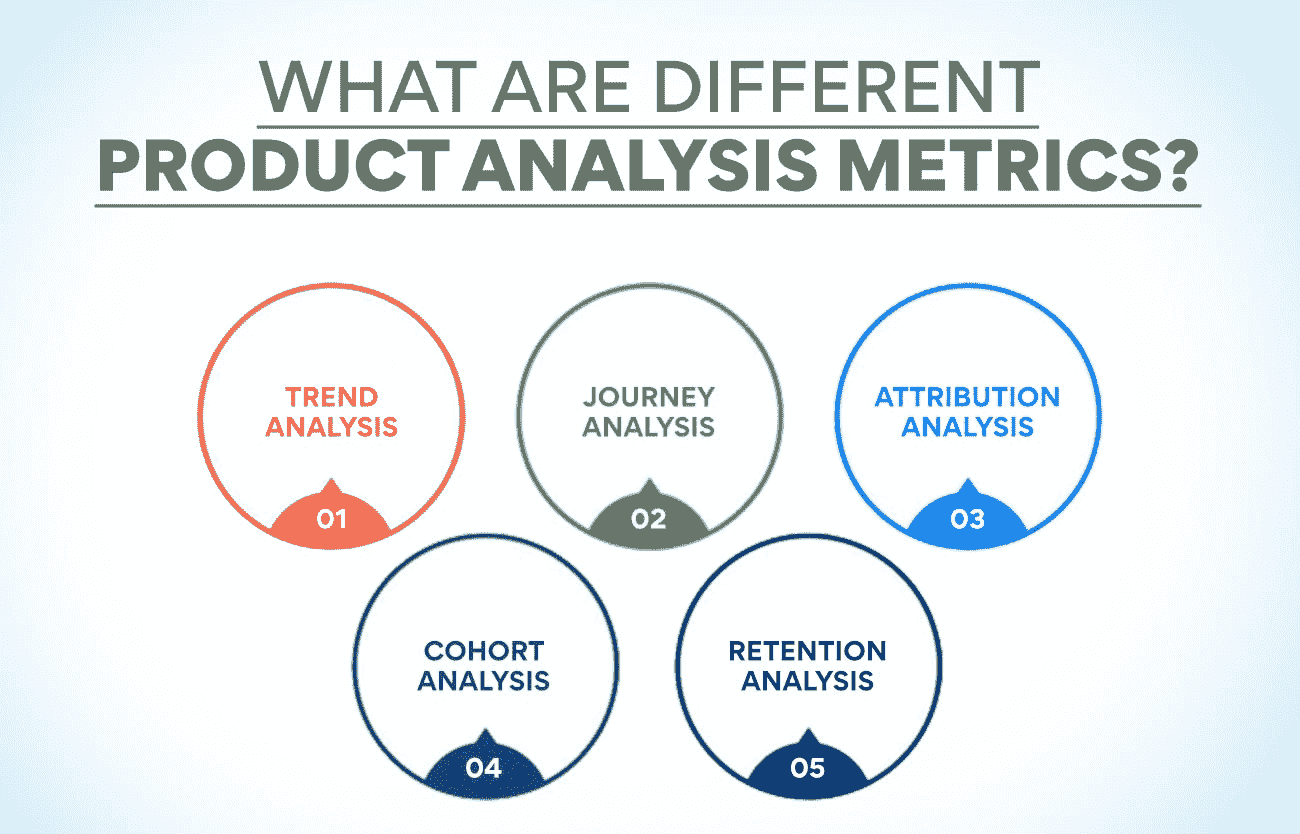 WHAT ARE DIFFERENT
PRODUCT ANALYSIS METRICS?
TREND
ANALYSIS
01
JOURNEY
ANALYSIS
02
ATTRIBUTION
ANALYSIS
03
COHORT
ANALYSIS
04
RETENTION
ANALYSIS
05